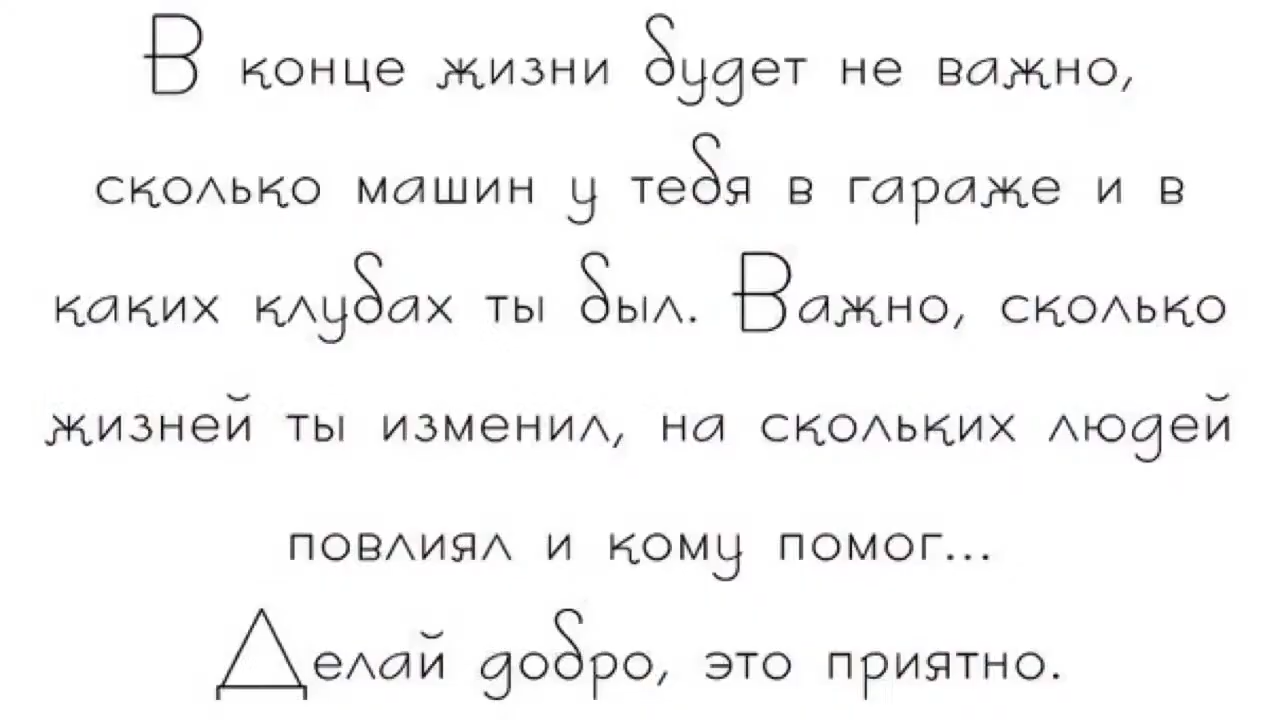 В конце жизни будет не важно,
сколько машин у тебя в гараже и в
каких клубах ты был. Важно, сколько
жизней ты изменил, на скольких людей
повлиял и кому помог...
Делай добро, это приятно.